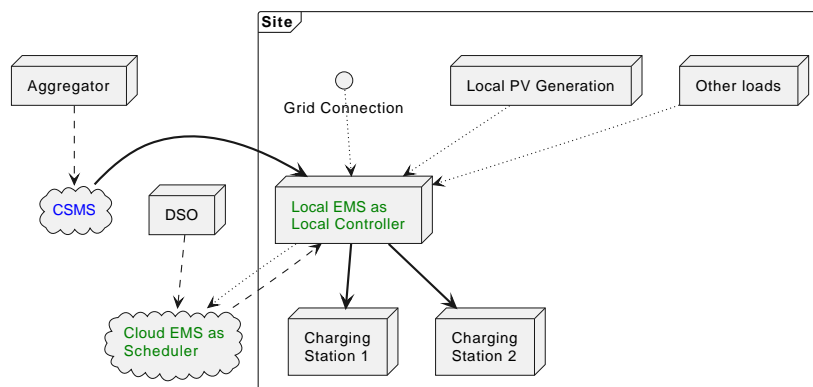 Site
Aggregator
Local PV Generation
Other loads
Grid Connection
CSMS
DSO
Local EMS as
Local Controller
Cloud EMS as
Scheduler
Charging
Station 1
Charging
Station 2